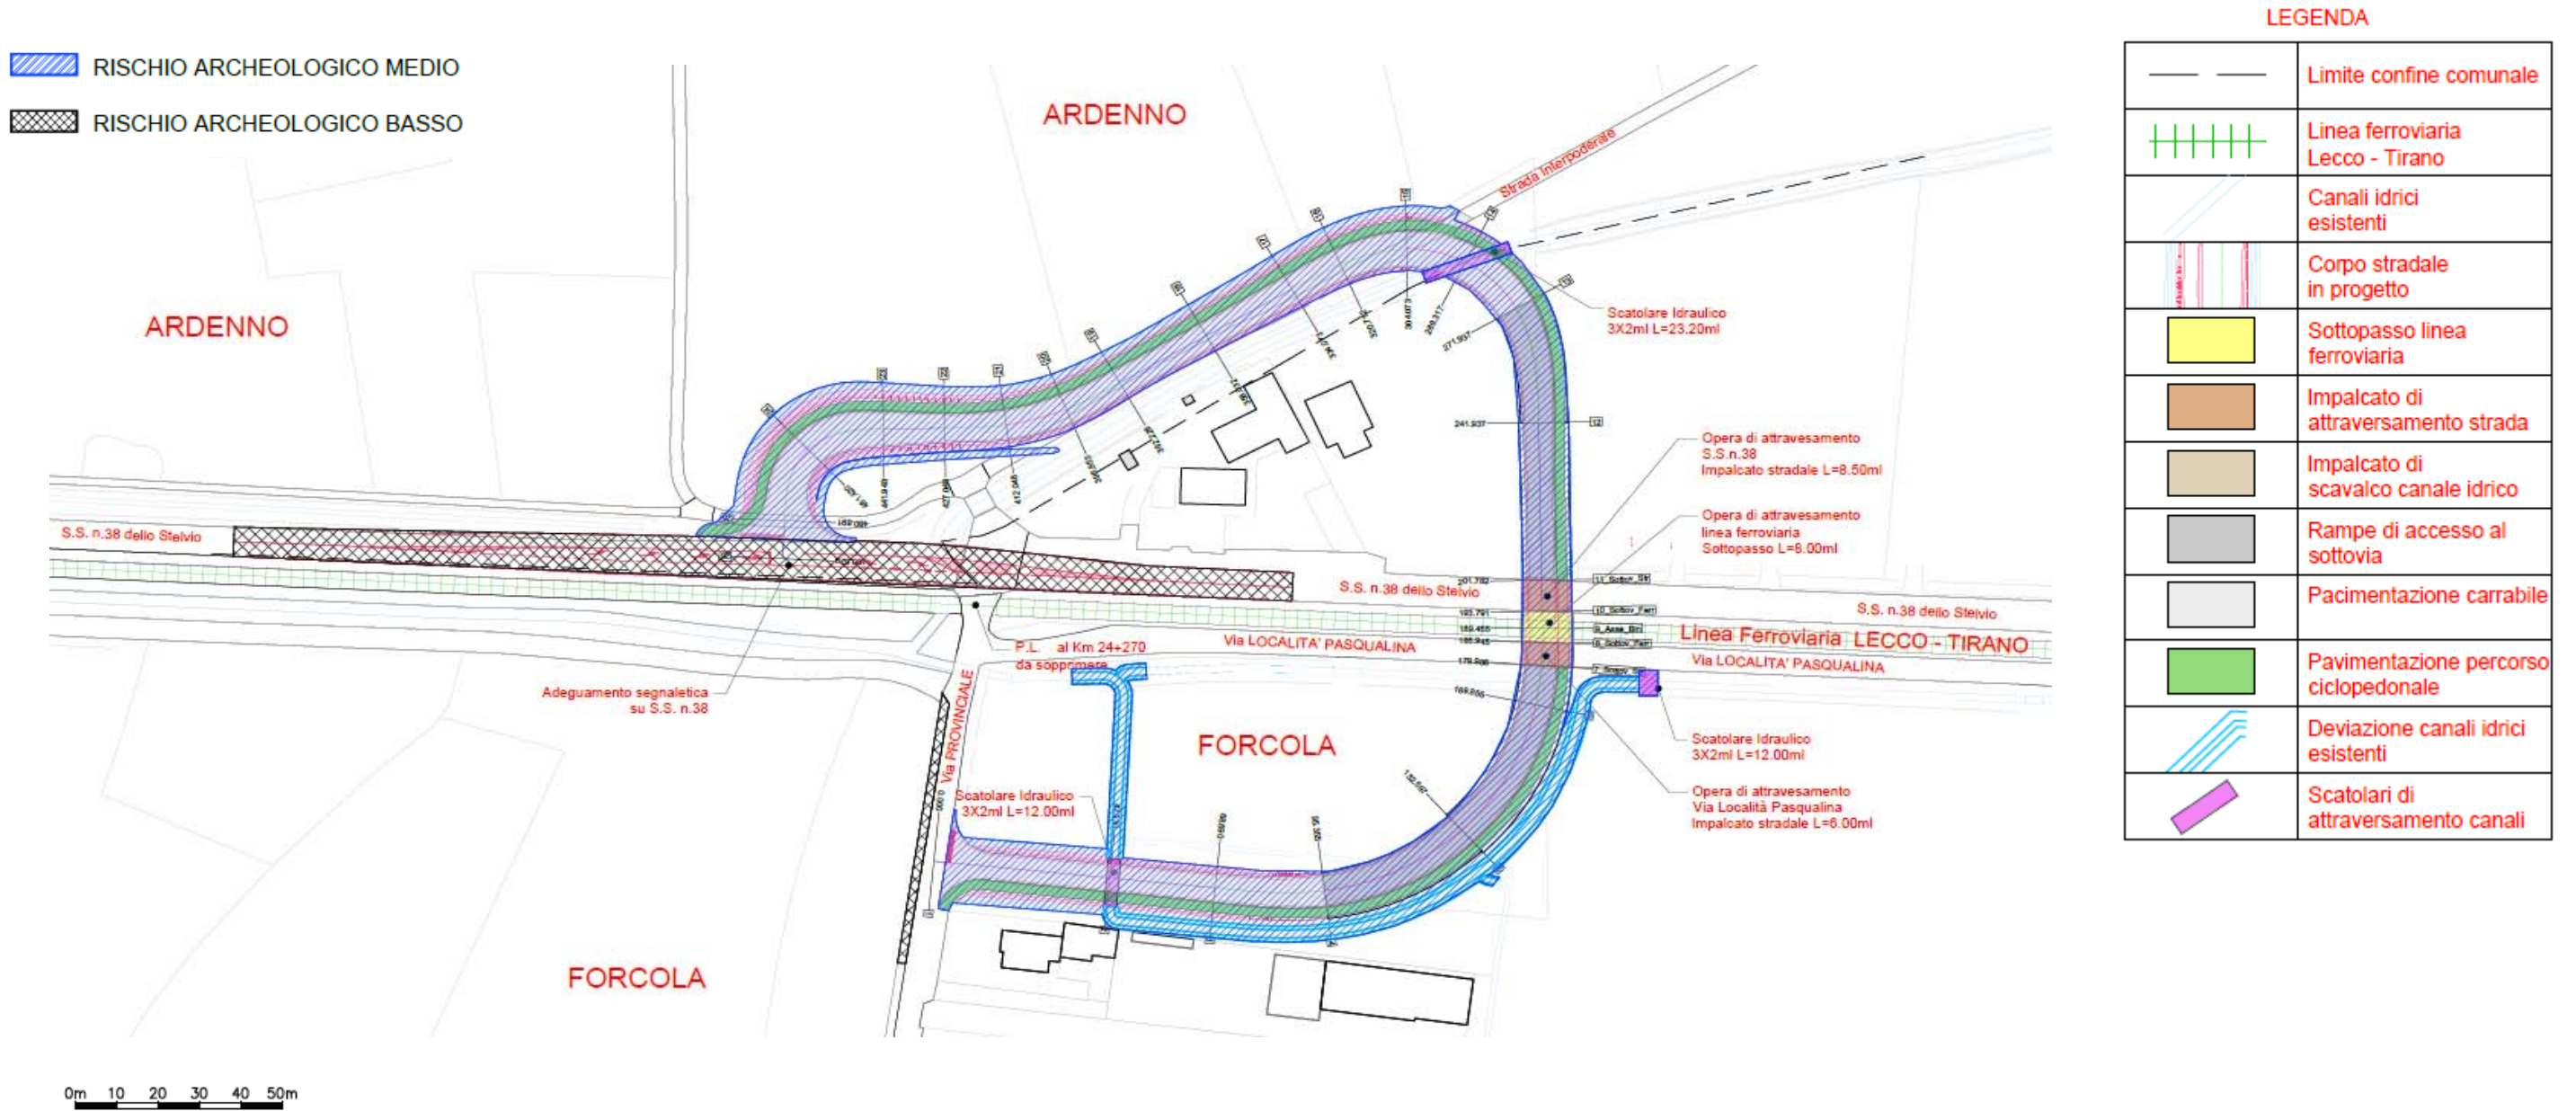 LEGENDA
RISCHIO ARCHEOLOGICO MEDIO
RISCHIO ARCHEOLOGICO BASSO
ARDENNO
ARDENNO
Strada Interpoderale
Scatolare Idraulico
3X2ml L=23.20ml
271.957
241.937
12
Opera di attravesamento
S.S.n.38
Impalcato stradale L=8.50ml
Opera di attravesamento
linea ferroviaria
Sottopasso L=8.00ml
S.S. n.38 dello Stelvio
S.S. n.38 dello Stelvio
S.S. n.38 dello Stelvio
Via LOCALITA' PASQUALINA
Linea Ferroviaria LECCO - TIRANO
Via LOCALITA' PASQUALINA
P.L. al Km 24+270
da sopprimere
Adeguamento segnaletica
su S.S. n.38
Via PROVINCIALE
FORCOLA
Scatolare Idraulico
3X2ml L=12.00ml
Scatolare Idraulico
3X2ml L=12.00ml
Opera di attravesamento
Via Località Pasqualina
Impalcato stradale L=6.00ml
FORCOLA
0m 10 20 30 40 50m
Limite confine comunale
Linea ferroviaria
Lecco - Tirano
Canali idrici
esistenti
Corpo stradale
in progetto
Sottopasso linea
ferroviaria
Impalcato di
attraversamento strada
Impalcato di
scavalco canale idrico
Rampe di accesso al
sottovia
Pacimentazione carrabile
Pavimentazione percorso
ciclopedonale
Deviazione canali idrici
esistenti
Scatolari di
attraversamento canali